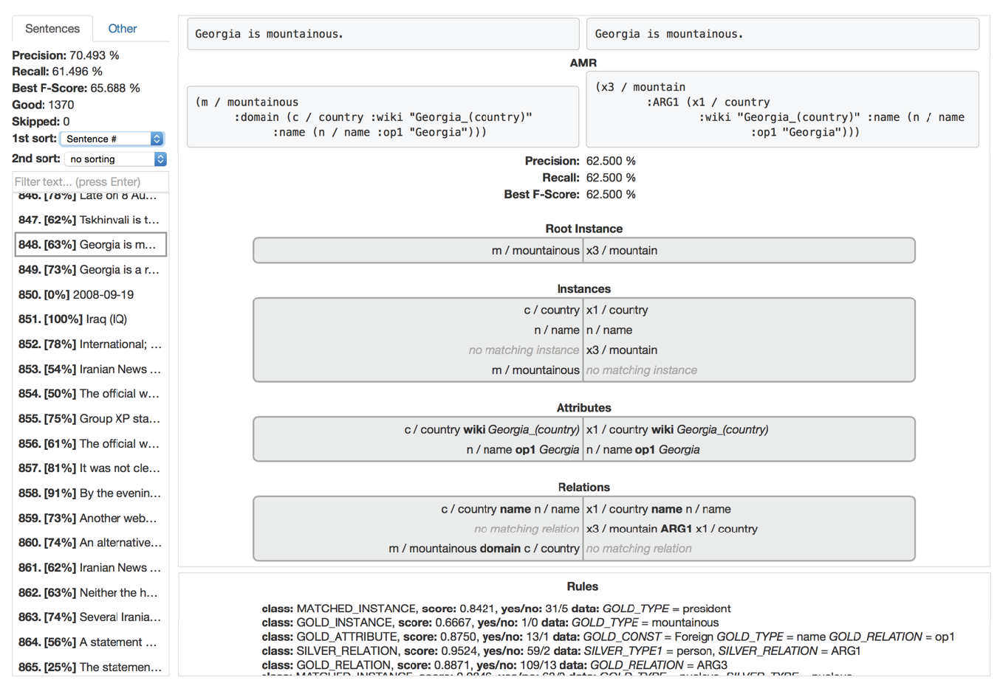 Sentences
Other
Precision: 70.493 %
Recall: 61.496 %
Best F-Score: 65.688 %
Good: 1370
Skipped: 0
1st sort: Sentence #
2nd sort: no sorting
Filter text... (press Enter)
846. [78%] Late on 8 Au...
847. [62%] Tskhinvali is t...
848. [63%] Georgia is m...
849. [73%] Georgia is a r...
850. [0%] 2008-09-19
851. [100%] Iraq (IQ)
852. [78%] International; ...
853. [54%] Iranian News ...
854. [50%] The official w...
855. [75%] Group XP sta...
856. [61%] The official w...
857. [81%] It was not cle...
858. [91%] By the evenin...
859. [73%] Another web...
860. [74%] An alternative...
861. [62%] Iranian News ...
862. [63%] Neither the h...
863. [74%] Several Irania...
864. [56%] A statement ...
865. [25%] The statemen...
Georgia is mountainous.
Georgia is mountainous.
AMR
(m / mountainous
:domain (c / country :wiki "Georgia_(country)"
:name (n / name :op1 "Georgia")))
(x3 / mountain
:ARG1 (x1 / country
:wiki "Georgia_(country)" :name (n / name
:op1 "Georgia")))
Precision: 62.500 %
Recall: 62.500 %
Best F-Score: 62.500 %
Root Instance
m / mountainous x3 / mountain
Instances
c / country x1 / country
n / name n / name
no matching instance x3 / mountain
m / mountainous no matching instance
Attributes
c / country wiki Georgia_(country) x1 / country wiki Georgia_(country)
n / name op1 Georgia n / name op1 Georgia
Relations
c / country name n / name x1 / country name n / name
no matching relation x3 / mountain ARG1 x1 / country
m / mountainous domain c / country no matching relation
Rules
class: MATCHED_INSTANCE, score: 0.8421, yes/no: 31/5 data: GOLD_TYPE = president
class: GOLD_INSTANCE, score: 0.6667, yes/no: 1/0 data: GOLD_TYPE = mountainous
class: GOLD_ATTRIBUTE, score: 0.8750, yes/no: 13/1 data: GOLD_CONST = Foreign GOLD_TYPE = name GOLD_RELATION = op1
class: SILVER_RELATION, score: 0.9524, yes/no: 59/2 data: SILVER_TYPE1 = person, SILVER_RELATION = ARG1
class: GOLD_RELATION, score: 0.8871, yes/no: 109/13 data: GOLD_RELATION = ARG3